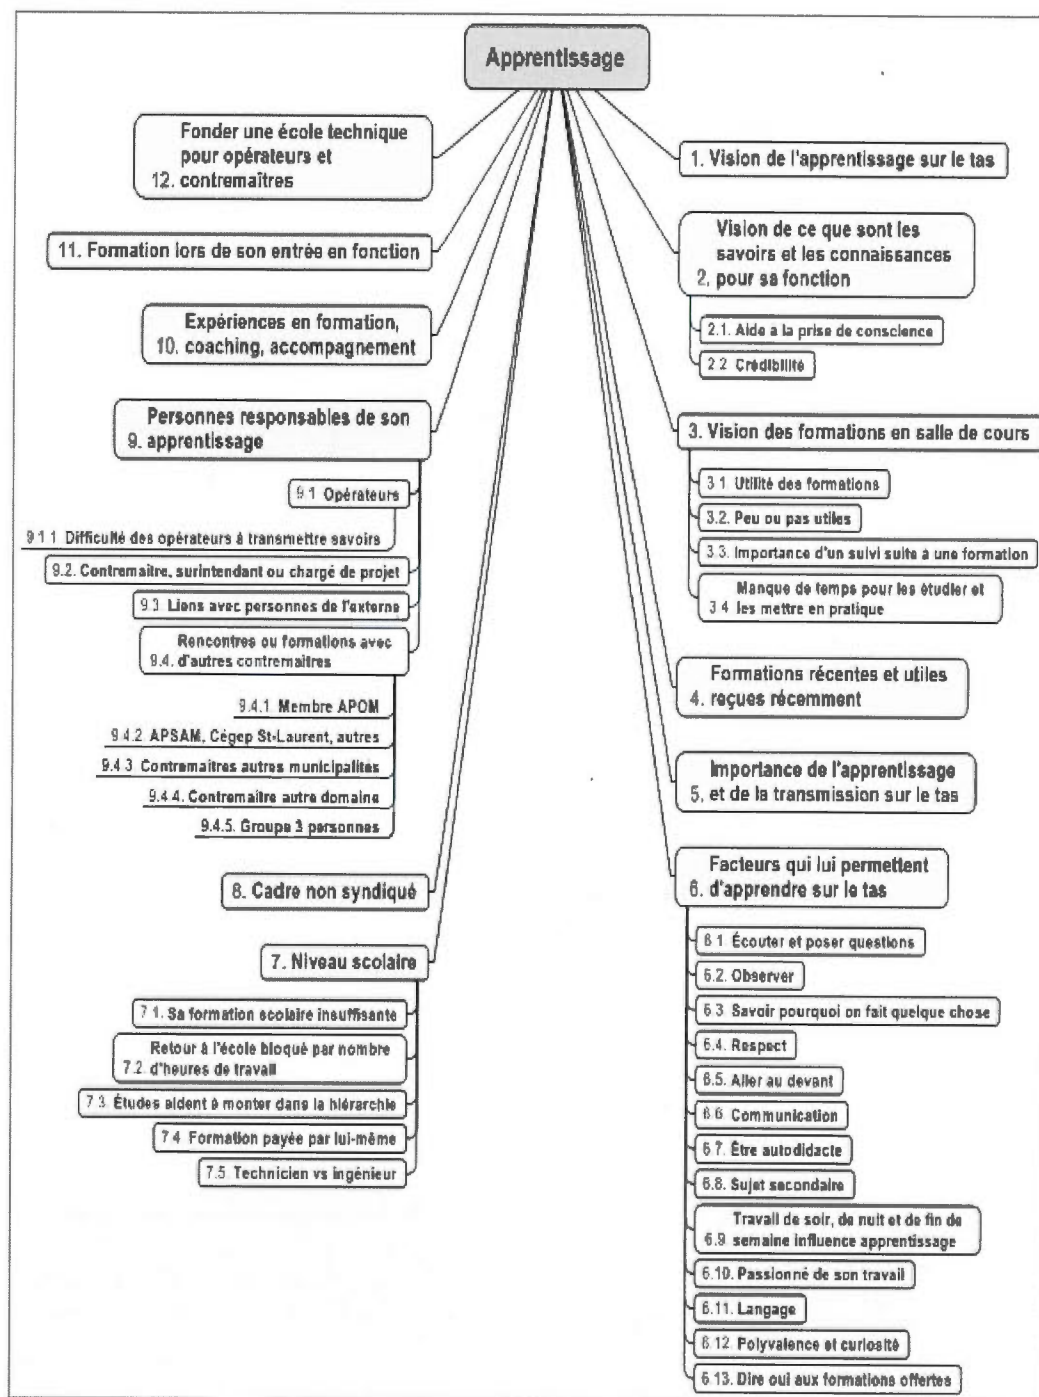 Apprentissage
1. Vision de l'apprentissage sur le tas
Vision de ce que sont les
savoirs et les connaissances
2. pour sa fonction
2.1. Aide a la prise de conscience
2.2 Crédibilité
3. Vision des formations en salle de cours
3.1 Utilité des formations
3.2. Peu ou pas utiles
3.3. Importance d'un suivi suite à une formation
Manque de temps pour les étudier et
3.4 les mettre en pratique
Formations récentes et utiles
4. reçues récemment
Importance de l'apprentissage
5. et de la transmission sur le tas
Facteurs qui lui permettent
6. d'apprendre sur le tas
6.1. Écouter et poser questions
6.2. Observer
6.3 Savoir pourquoi on fait quelque chose
6.4. Respect
6.5. Aller au devant
6.6 Communication
6.7. Être autodidacte
6.8. Sujet secondaire
Travail de soir, de nuit et de fin de
6.9 semaine influence apprentissage
6.10. Passionné de son travail
6.11. Langage
6.12. Polyvalence et curiosité
6.13. Dire oui aux formations offertes
7. Niveau scolaire
7.1. Sa formation scolaire insuffisante
Retour à l'école bloqué par nombre
7.2. d'heures de travail
7.3. Études aident à monter dans la hiérarchie
7.4 Formation payée par lui-même
7.5. Technicien vs ingénieur
8. Cadre non syndiqué
Personnes responsables de son
9. apprentissage
9.1 Opérateurs
9.1.1 Difficulté des opérateurs à transmettre savoirs
9.2. Contremaître, surintendant ou chargé de projet
9.3 Liens avec personnes de l'externe
Rencontres ou formations avec
9.4. d'autres contremaîtres
9.4.1 Membre APOM
9.4.2 APSAM, Cégep St-Laurent, autres
9.4.3 Contremaîtres autres municipalités
9.4.4. Contremaître autre domaine
9.4.5. Groupe 3 personnes
Expériences en formation,
10. coaching, accompagnement
11. Formation lors de son entrée en fonction
Fonder une école technique
pour opérateurs et
12. contremaîtres